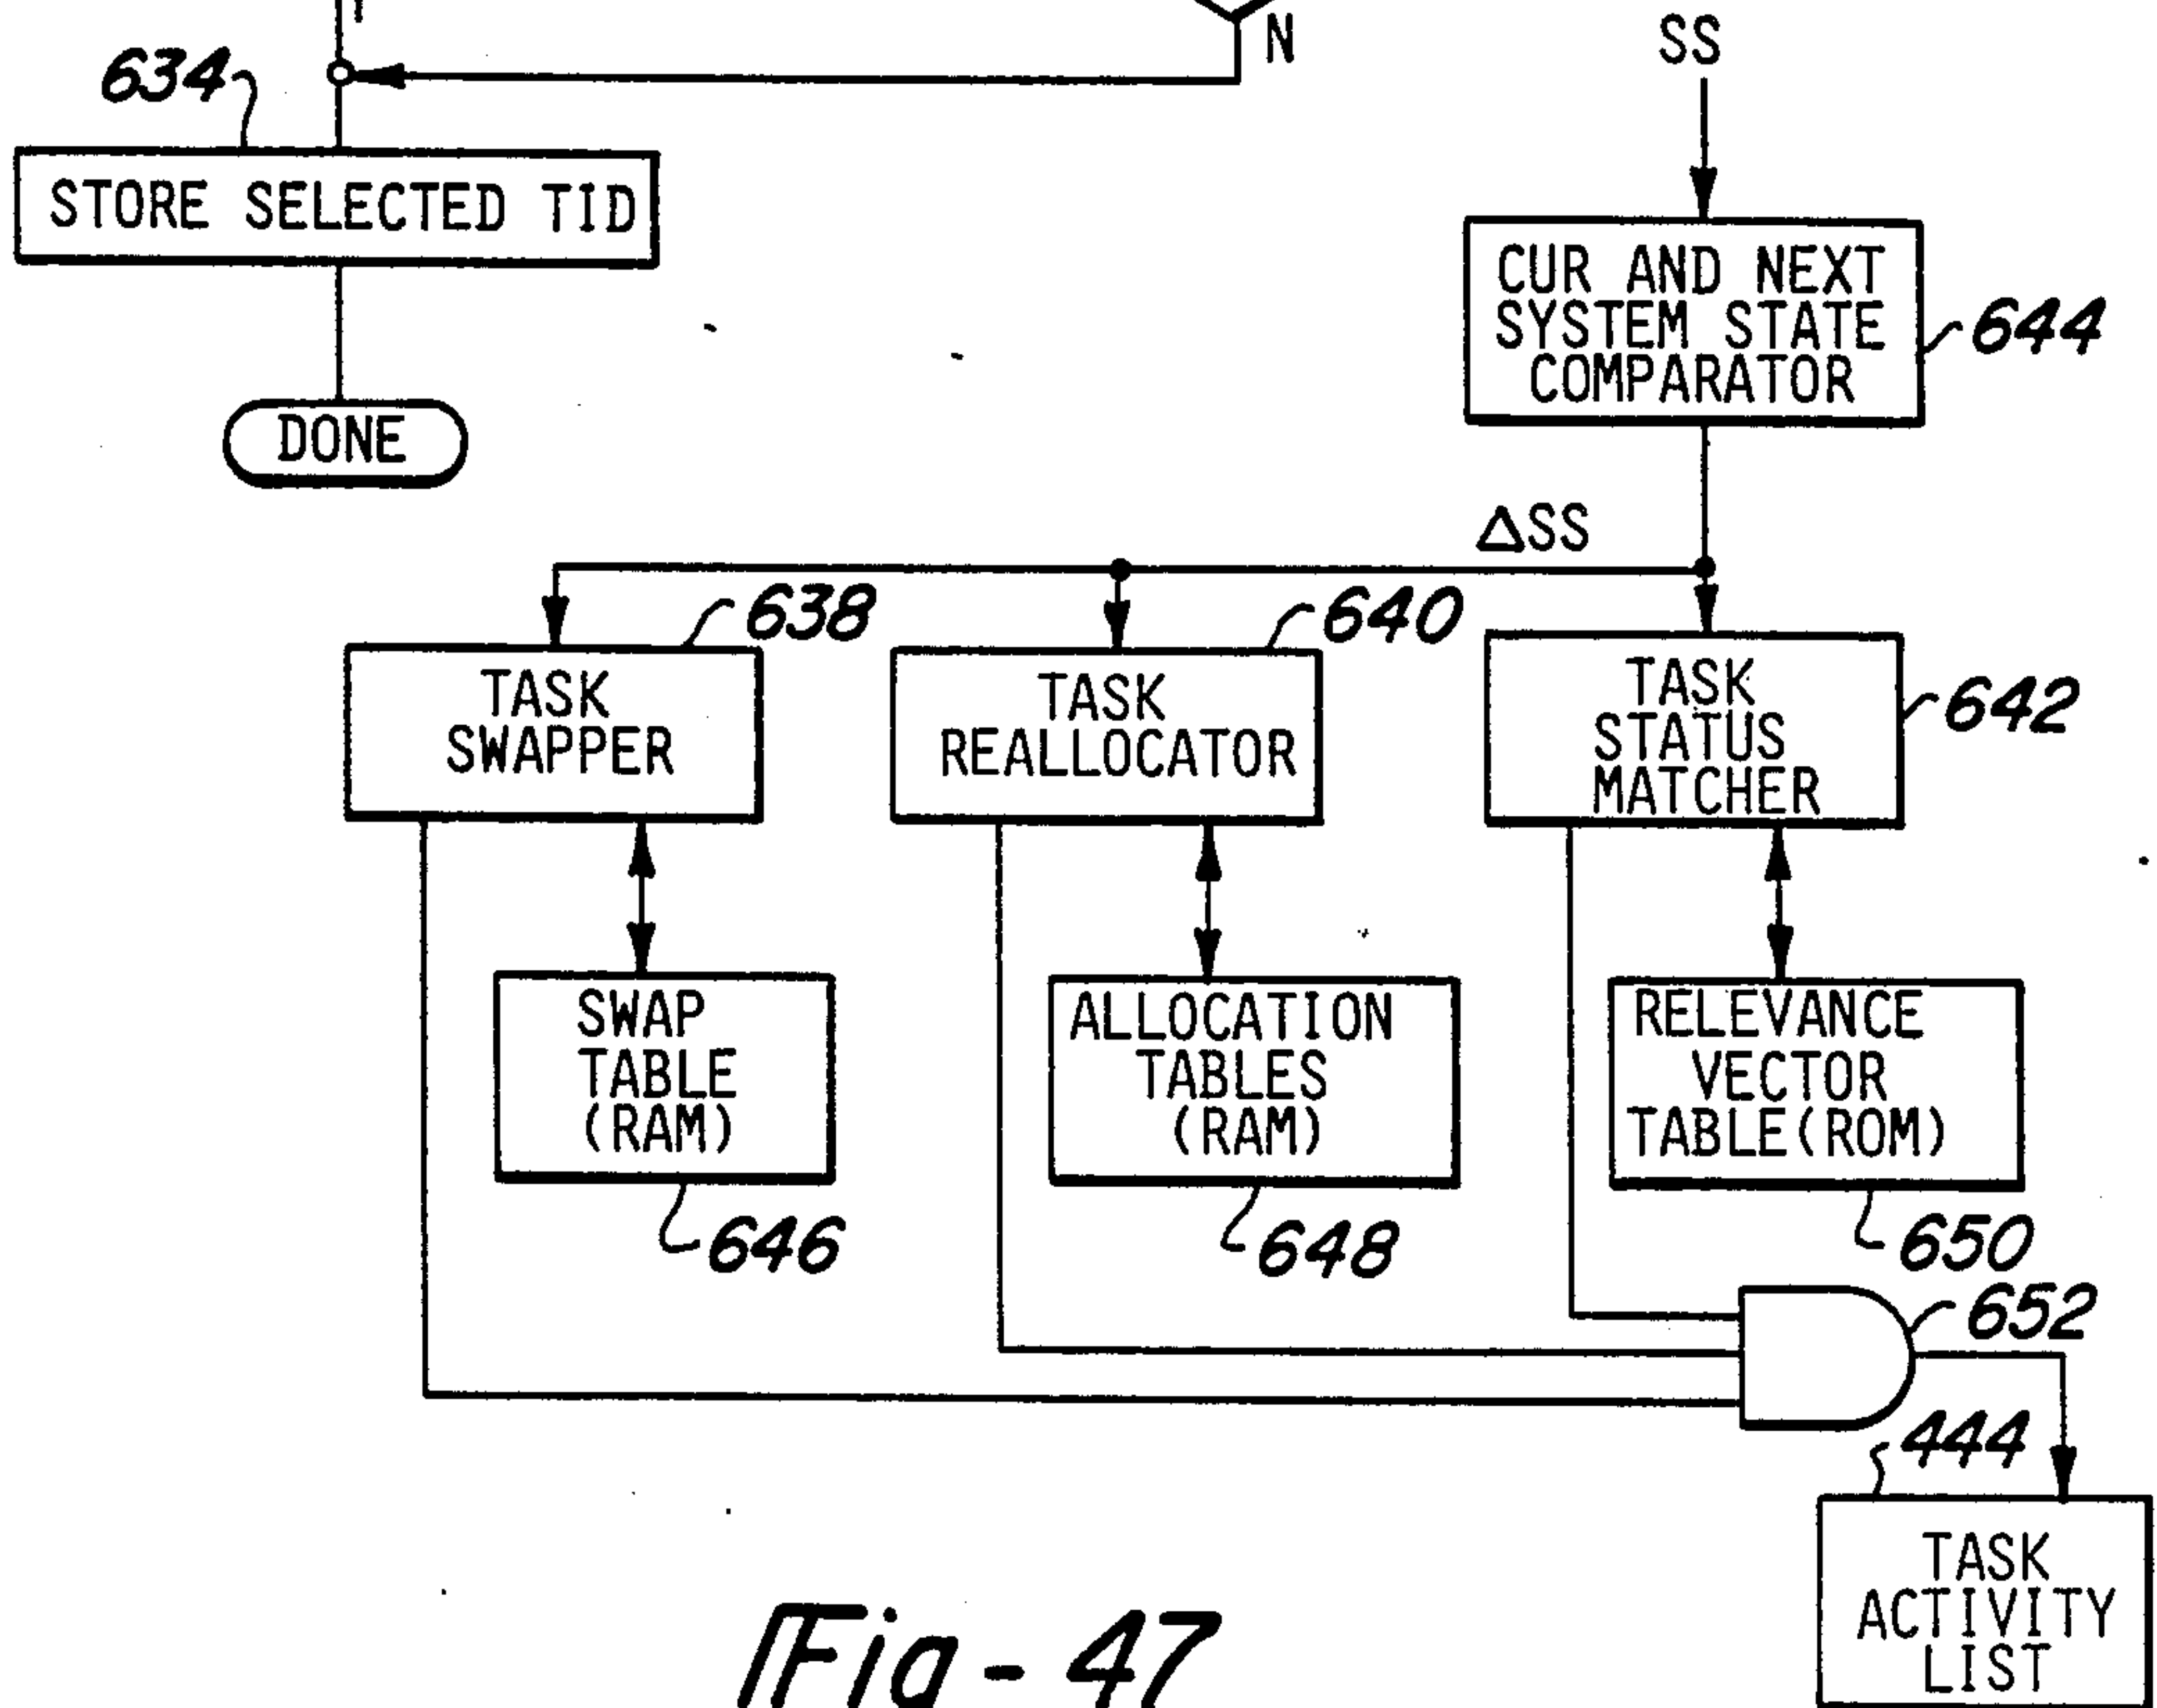 N
SS
634
STORE SELECTED TID
DONE
CUR AND NEXT
SYSTEM STATE
COMPARATOR
644
ΔSS
638
640
642
TASK
SWAPPER
TASK
REALLOCATOR
TASK
STATUS
MATCHER
SWAP
TABLE
(RAM)
ALLOCATION
TABLES
(RAM)
RELEVANCE
VECTOR
TABLE(ROM)
646
648
650
652
444
TASK
ACTIVITY
LIST
Fig-47